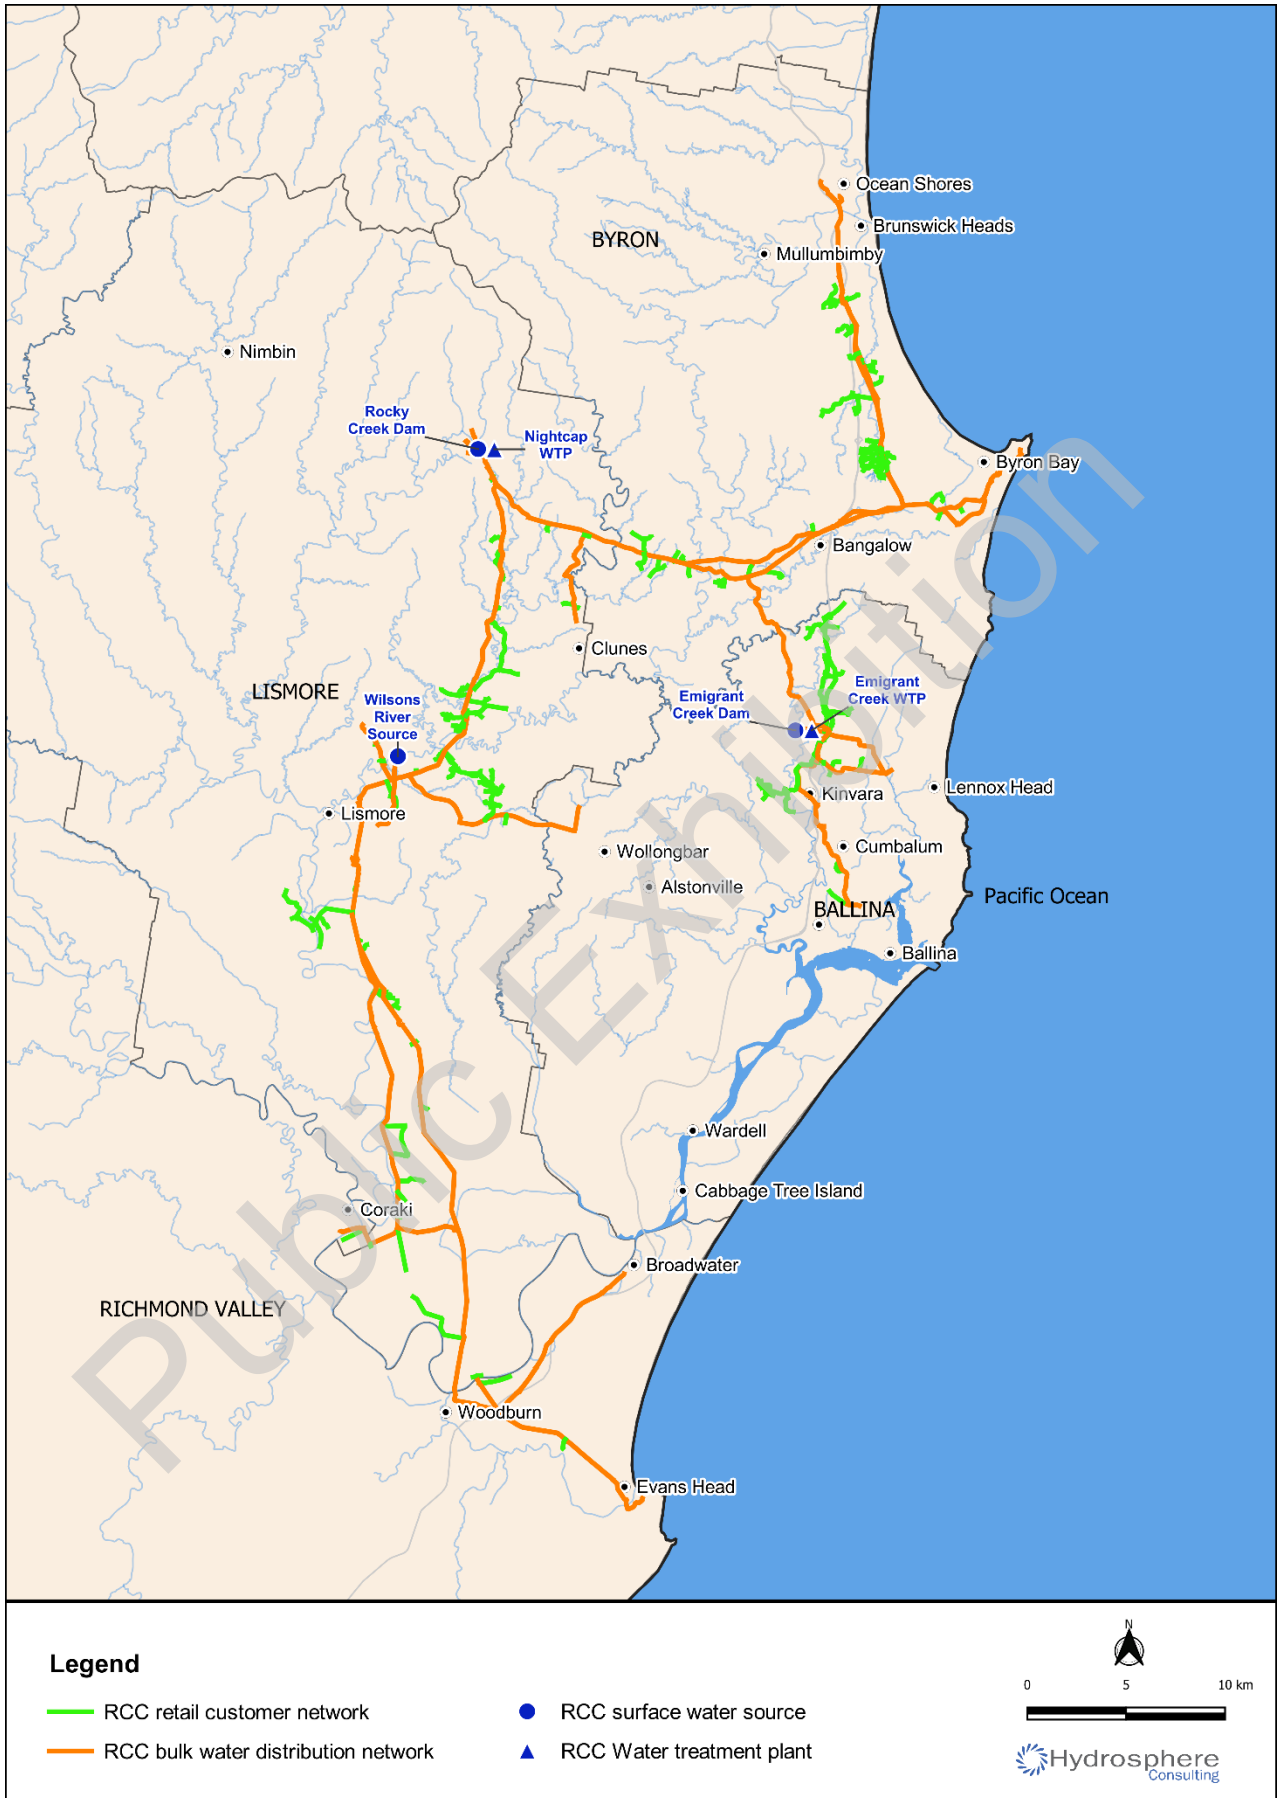 Ocean Shores
Brunswick Heads
BYRON
Mullumbimby
Nimbin
Rocky
Creek Dam
Nightcap
WTP
Byron Bay
Bangalow
Clunes
LISMORE
Wilsons
River
Source
Emigrant
Creek Dam
Emigrant
Creek WTP
Lismore
Kinvara
Lennox Head
Cumbalum
Wollongbar
Alstonville
Pacific Ocean
BALLINA
Ballina
Wardell
Cabbage Tree Island
Coraki
Broadwater
RICHMOND VALLEY
Woodburn
Evans Head
Public Exhibition
Legend
RCC retail customer network
RCC bulk water distribution network
RCC surface water source
RCC Water treatment plant
N
0 5 10 km
Hydrosphere
Consulting